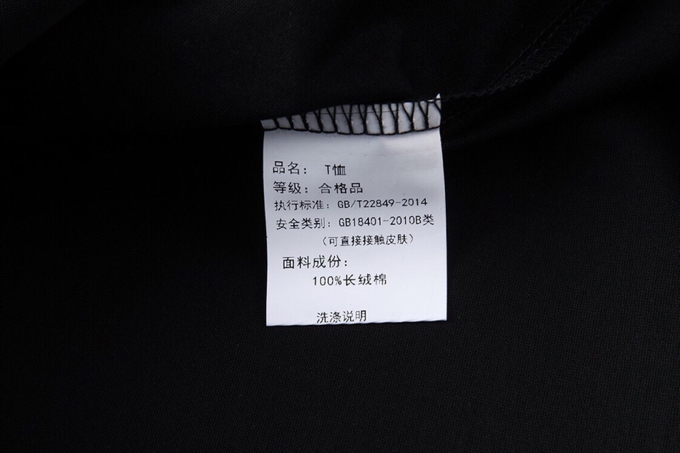 品名： T恤
等级：合格品
执行标准：GB/T22849-2014
安全类别：GB18401-2010B类
（可直接接触皮肤）
面料成份：
100%长绒棉
洗涤说明